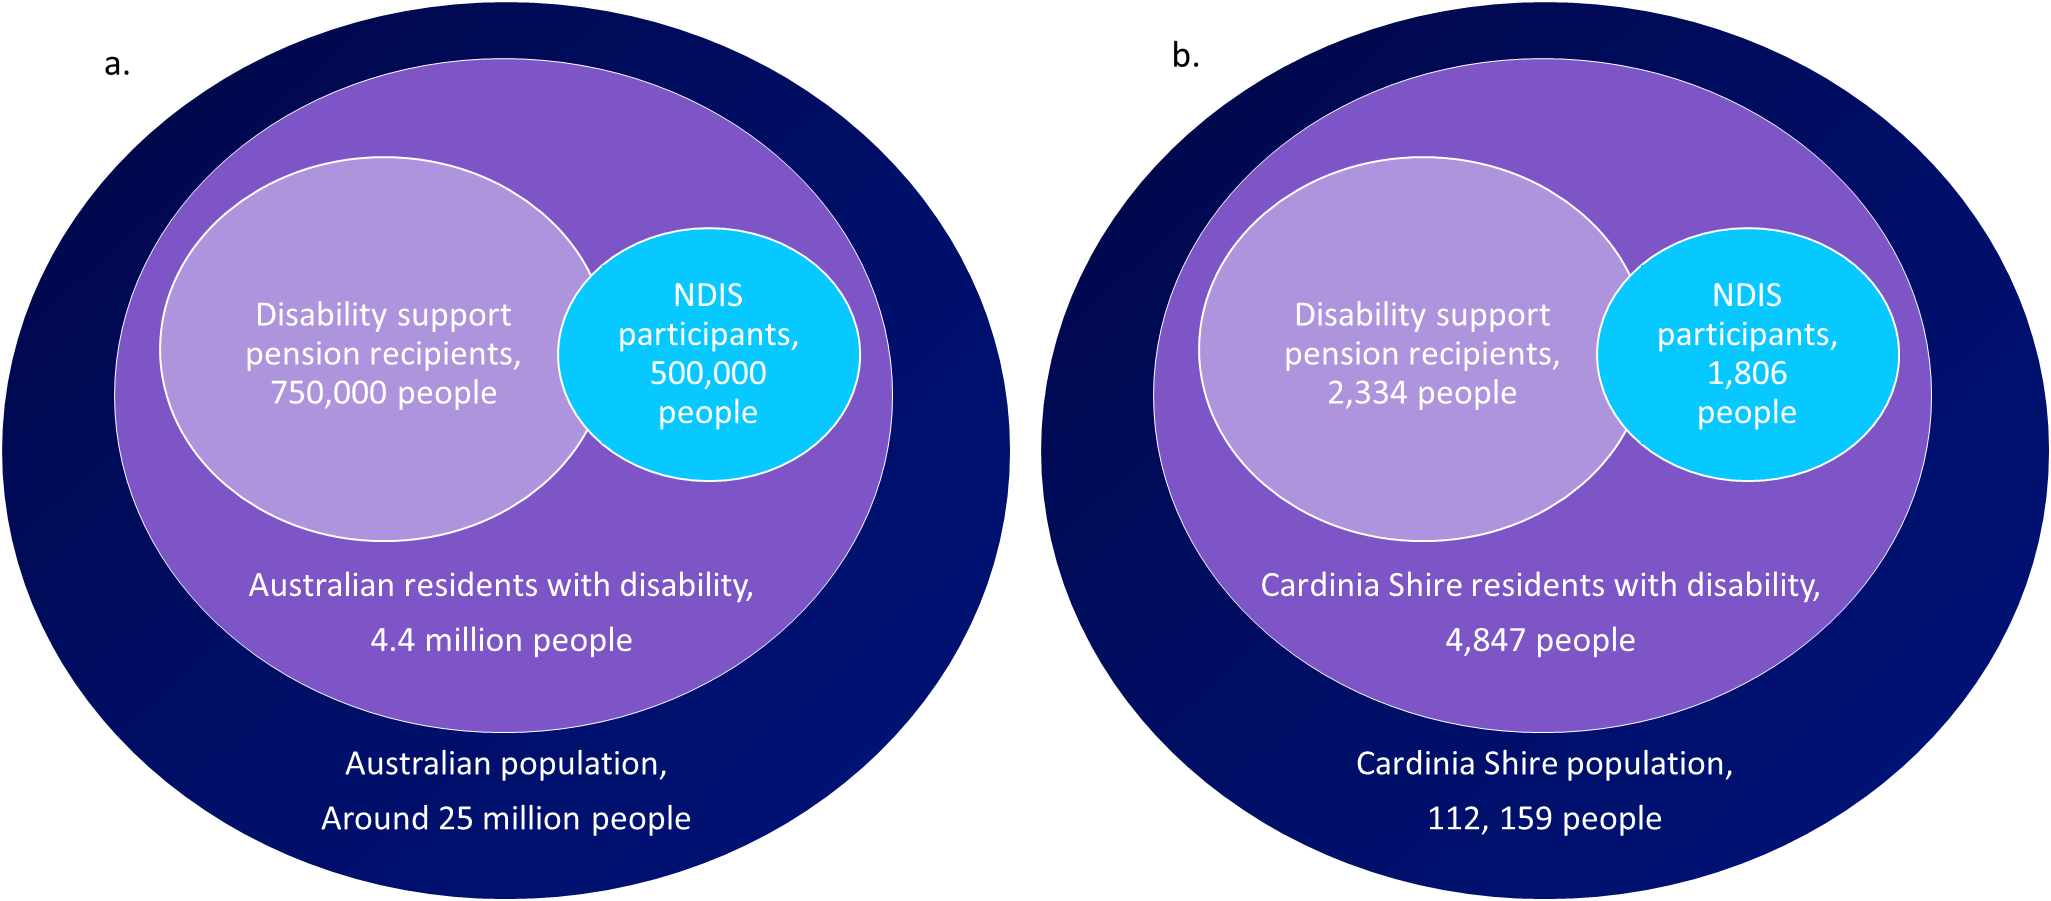 a.
Disability support
pension recipients,
750,000 people
NDIS
participants,
500,000
people
Australian residents with disability,
4.4 million people
Australian population,
Around 25 million people
b.
Disability support
pension recipients,
2,334 people
NDIS
participants,
1,806
people
Cardinia Shire residents with disability,
4,847 people
Cardinia Shire population,
112, 159 people